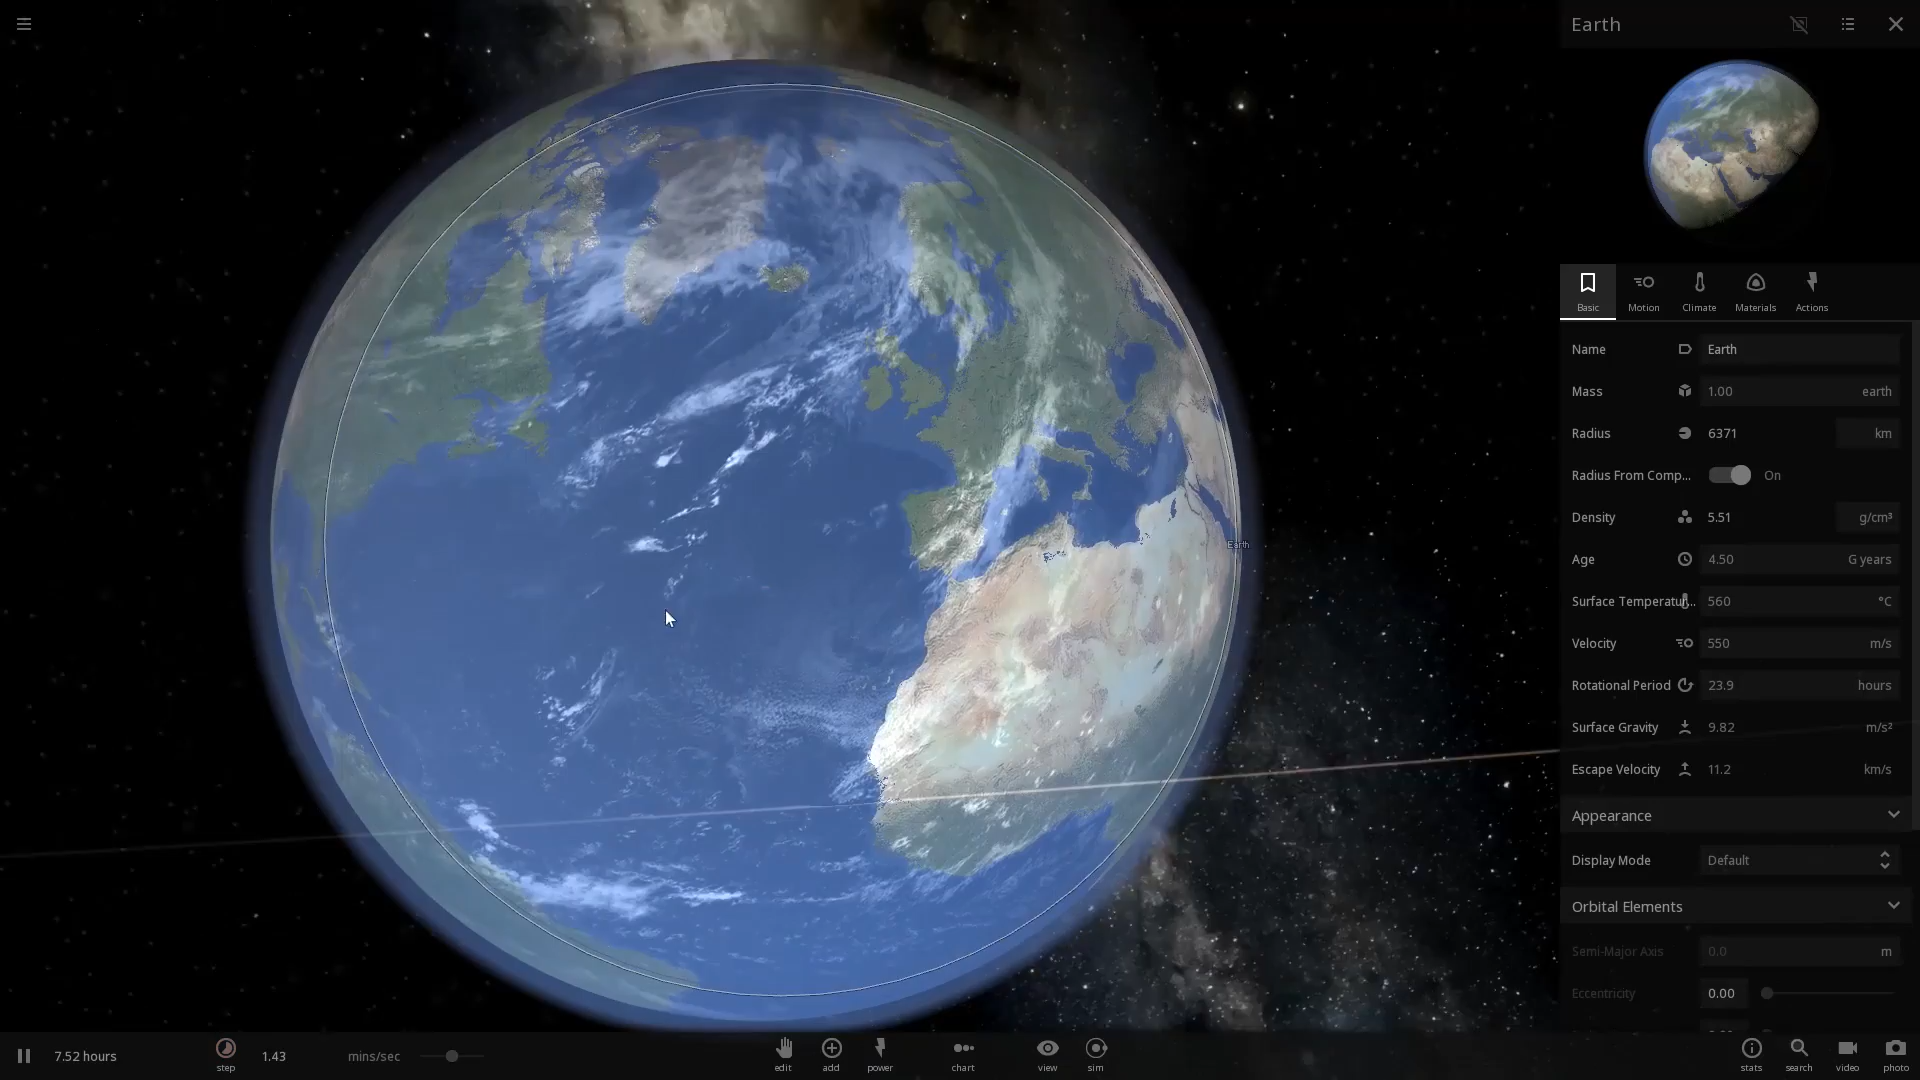 Earth
Basic
Motion
Climate
Materials
Actions
Name Earth
Mass 1.00 earth
Radius 6371 km
Radius From Comp... On
Density 5.51 g/cm³
Age 4.50 G years
Surface Temperatur... 560 °C
Velocity 550 m/s
Rotational Period 23.9 hours
Surface Gravity 9.82 m/s²
Escape Velocity 11.2 km/s
Appearance
Display Mode Default
Orbital Elements
Semi-Major Axis 0.0 m
Eccentricity 0.00
Earth
7.52 hours
step
1.43 mins/sec
edit
add
power
chart
view
sim
stats
search
video
photo